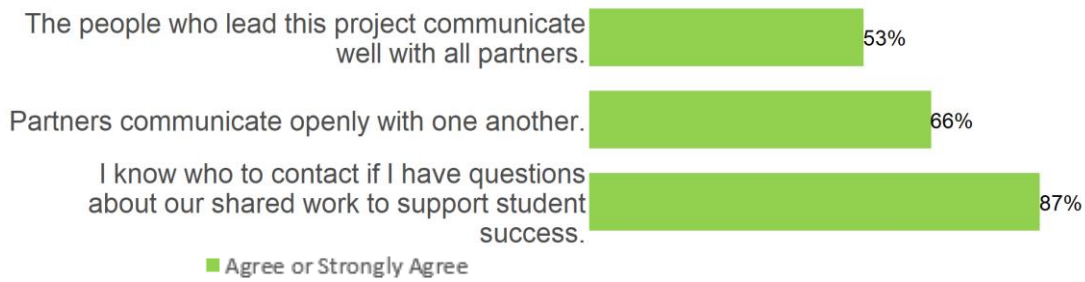 The people who lead this project communicate
well with all partners.
53%
Partners communicate openly with one another.
66%
I know who to contact if I have questions
about our shared work to support student
success.
87%
Agree or Strongly Agree